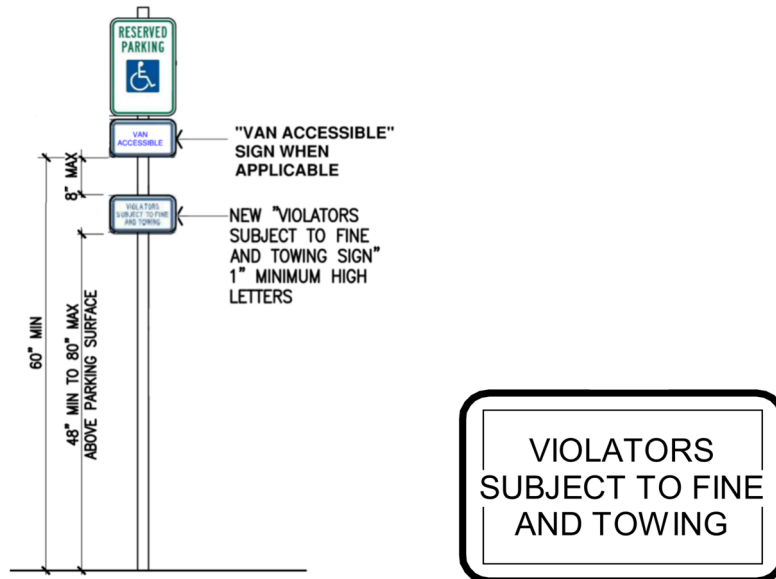 RESERVED
PARKING
VAN
ACCESSIBLE
"VAN ACCESSIBLE"
SIGN WHEN
APPLICABLE
8" MAX
VIOLATORS
SUBJECT TO FINE
AND TOWING
NEW "VIOLATORS
SUBJECT TO FINE
AND TOWING SIGN"
1" MINIMUM HIGH
LETTERS
60" MIN
48" MIN TO 80" MAX
ABOVE PARKING SURFACE
VIOLATORS
SUBJECT TO FINE
AND TOWING